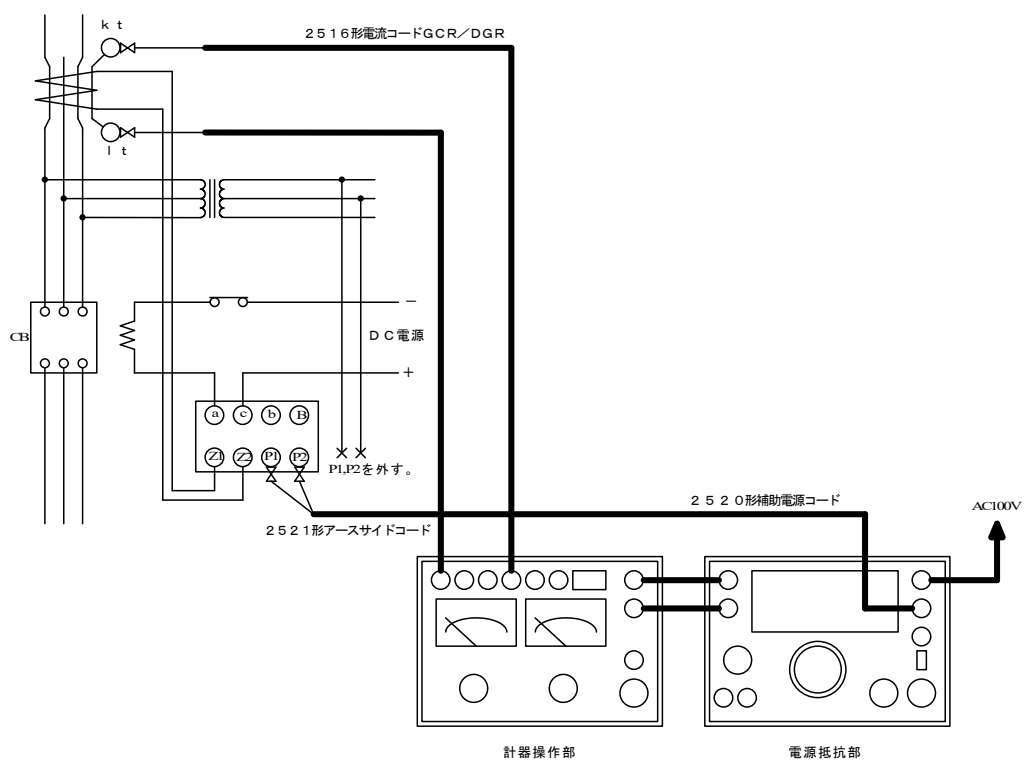 k t
2516形電流コードGCR／DGR
l t
－
DC電源
CB
＋
a c b B
Z1 Z2 P1 P2
P1,P2を外す。
2520形補助電源コード
AC100V
2521形アースサイドコード
計器操作部
電源抵抗部